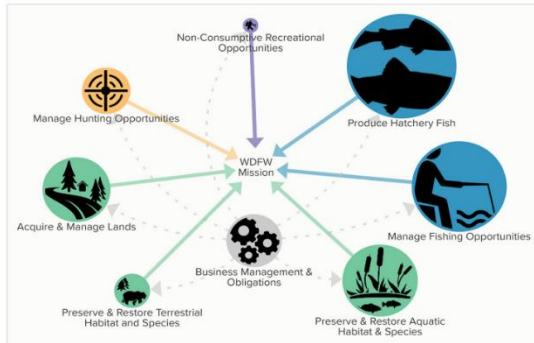 Non-Consumptive Recreational
Opportunities
Manage Hunting Opportunities
Produce Hatchery Fish
WDFW
Mission
Acquire & Manage Lands
Manage Fishing Opportunities
Business Management &
Obligations
Preserve & Restore Terrestrial
Habitat and Species
Preserve & Restore Aquatic
Habitat & Species